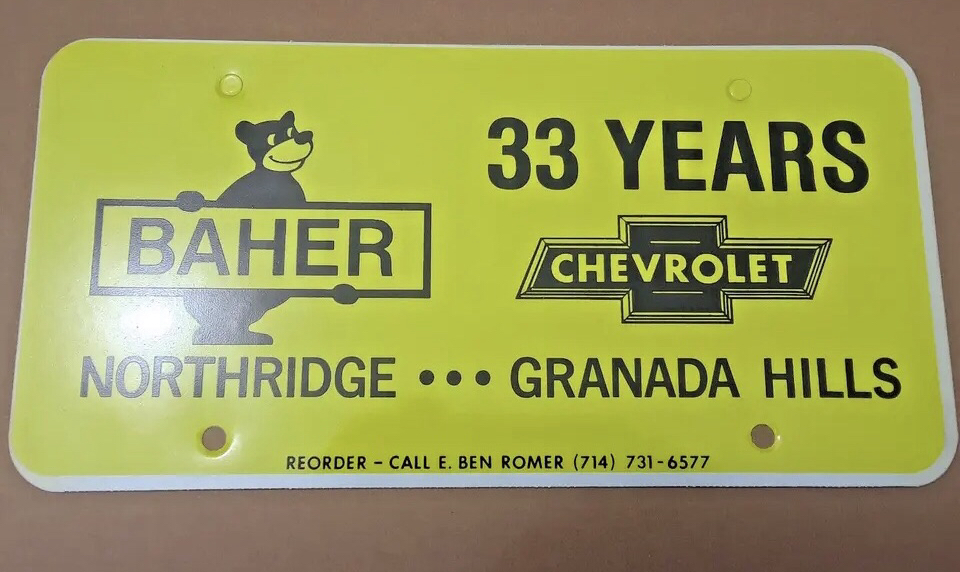 BAHER
33 YEARS
CHEVROLET
NORTHRIDGE ••• GRANADA HILLS
REORDER - CALL E. BEN ROMER (714) 731-6577